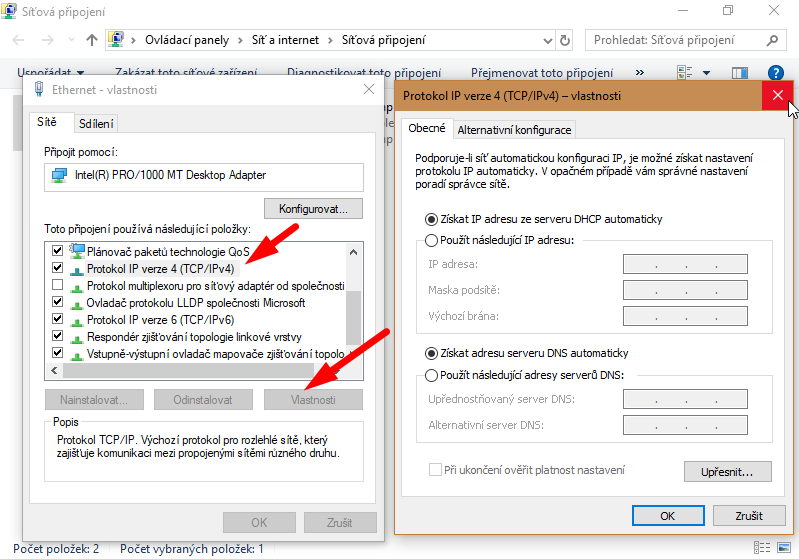 Síťová připojení
Ovládací panely
Síť a internet
Síťová připojení
Prohledat: Síťová připojení
Uspořádat
Zakázat toto síťové zařízení
Diagnostikovat toto připojení
Přejmenovat toto připojení
»
Ethernet - vlastnosti
Sítě
Sdílení
Připojit pomocí:
Intel(R) PRO/1000 MT Desktop Adapter
Konfigurovat...
Toto připojení používá následující položky:
Plánovač paketů technologie QoS
Protokol IP verze 4 (TCP/IPv4)
Protokol multiplexoru pro síťový adaptér od společnosti
Ovladač protokolu LLDP společnosti Microsoft
Protokol IP verze 6 (TCP/IPv6)
Respondér zjišťování topologie linkové vrstvy
Vstupně-výstupní ovladač mapovače zjišťování topolo
Nainstalovat...
Odinstalovat
Vlastnosti
Popis
Protokol TCP/IP. Výchozí protokol pro rozlehlé sítě, který
zajišťuje komunikaci mezi propojenými sítěmi různého druhu.
OK
Zrušit
Protokol IP verze 4 (TCP/IPv4) – vlastnosti
Obecné
Alternativní konfigurace
Podporuje-li síť automatickou konfiguraci IP, je možné získat nastavení
protokolu IP automaticky. V opačném případě vám správné nastavení
poradí správce sítě.
Získat IP adresu ze serveru DHCP automaticky
Použít následující IP adresu:
IP adresa:
Maska podsítě:
Výchozí brána:
Získat adresu serveru DNS automaticky
Použít následující adresy serverů DNS:
Upřednostňovaný server DNS:
Alternativní server DNS:
Při ukončení ověřit platnost nastavení
Upřesnit...
OK
Zrušit
Počet položek: 2
Počet vybraných položek: 1